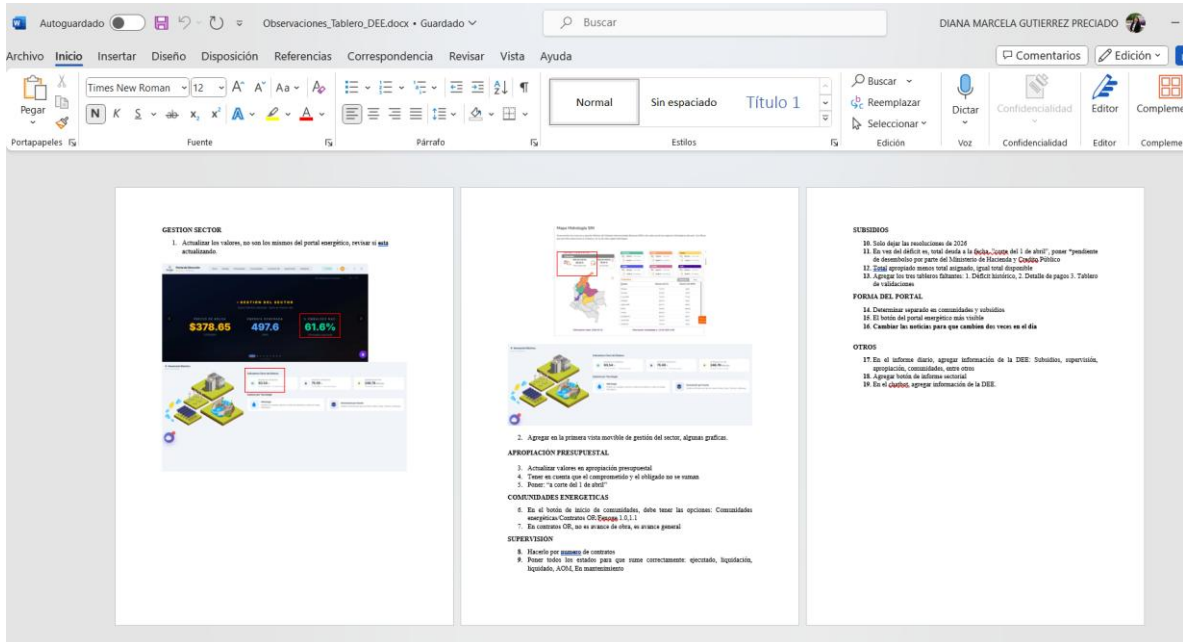 Autoguardado
Observaciones_Tablero_DEE.docx • Guardado
Buscar
DIANA MARCELA GUTIERREZ PRECIADO
Archivo Inicio Insertar Diseño Disposición Referencias Correspondencia Revisar Vista Ayuda
Comentarios
Edición
Pegar
Times New Roman 12
N K S ab x₂ x² A A
Normal
Sin espaciado
Título 1
Buscar
Reemplazar
Seleccionar
Dictar
Confidencialidad
Editor
Compleme
Portapapeles Fuente Párrafo Estilos Edición Voz Confidencialidad Editor Compleme
GESTION SECTOR
1. Actualizar los valores, no son los mismos del portal energético, revisar si esta
actualizando.
GESTIÓN DEL SECTOR
$378.65 497.6 61.6%
2. Agregar en la primera vista movible de gestión del sector, algunas graficas.
APROPIACIÓN PRESUPUESTAL
3. Actualizar valores en apropiación presupuestal
4. Tener en cuenta que el comprometido y el obligado no se suman
5. Poner: “a corte del 1 de abril”
COMUNIDADES ENERGETICAS
6. En el botón de inicio de comunidades, debe tener las opciones: Comunidades
energéticas/Contratos OR/Fenoge 1.0,1.1
7. En contratos OR, no es avance de obra, es avance general
SUPERVISION
8. Hacerlo por numero de contratos
9. Poner todos los estados para que sume correctamente: ejecutado, liquidación,
liquidado, AOM, En mantenimiento
SUBSIDIOS
10. Solo dejar las resoluciones de 2026
11. En vez del déficit es, total deuda a la fecha, “corte del 1 de abril”, poner *pendiente
de desembolso por parte del Ministerio de Hacienda y Credito Público
12. Total apropiado menos total asignado, igual total disponible
13. Agregar los tres tableros faltantes: 1. Déficit histórico, 2. Detalle de pagos 3. Tablero
de validaciones
FORMA DEL PORTAL
14. Determinar separado en comunidades y subsidios
15. El botón del portal energético más visible
16. Cambiar las noticias para que cambien dos veces en el día
OTROS
17. En el informe diario, agregar información de la DEE: Subsidios, supervisión,
apropiación, comunidades, entre otros
18. Agregar botón de informe sectorial
19. En el chatbot, agregar información de la DEE.